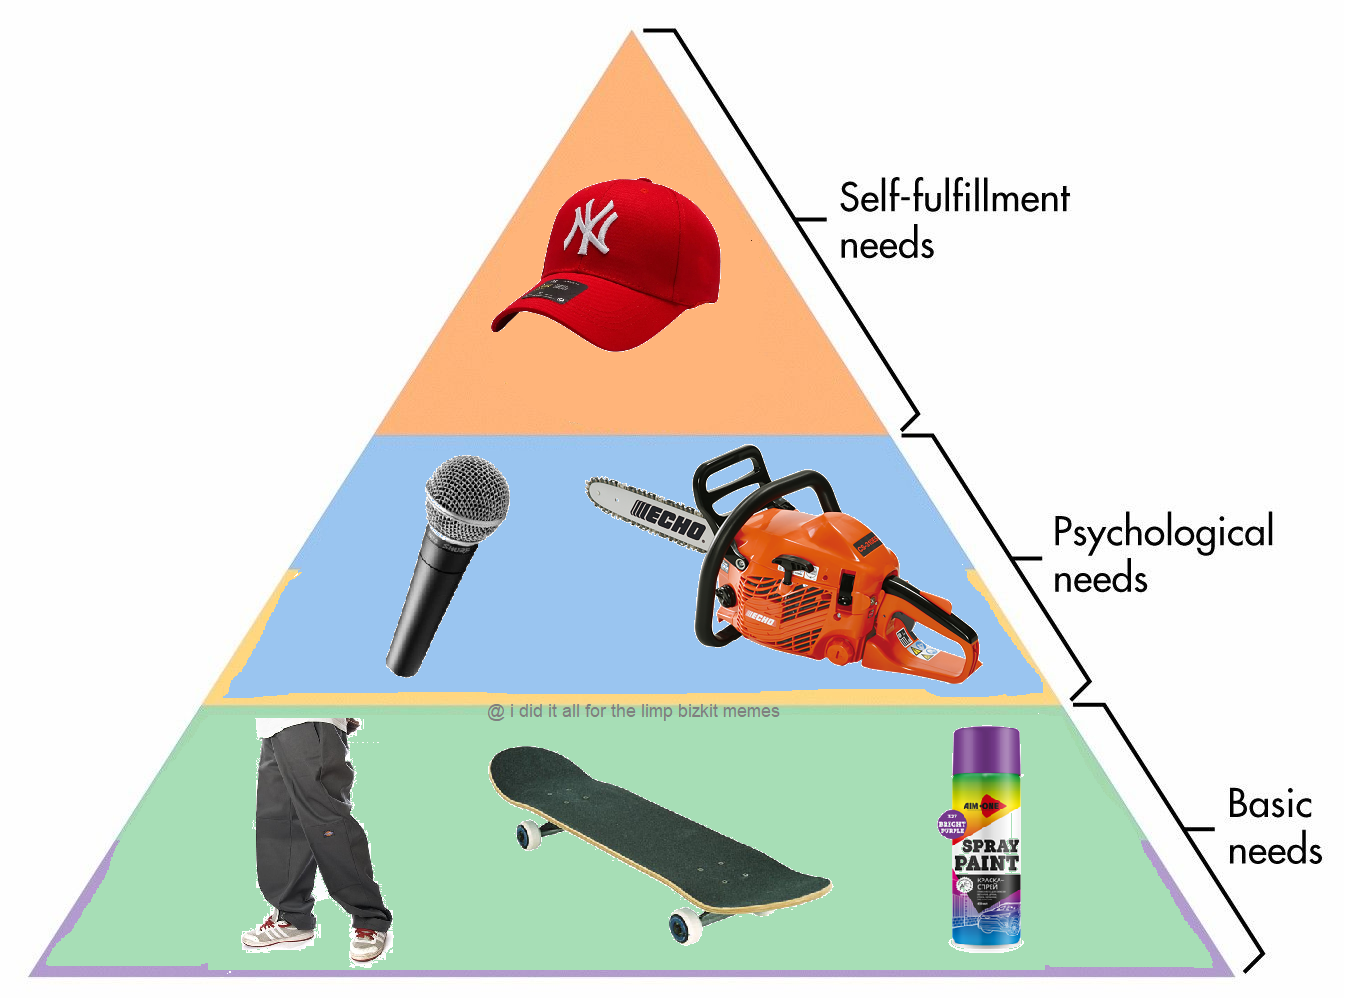 NY
Self-fulfillment
needs
ECHO
ECHO
Psychological
needs
@ i did it all for the limp bizkit memes
AIM-ONE
BRIGHT
PURPLE
SPRAY
PAINT
КРАСКА-
СПРЕЙ
Basic
needs